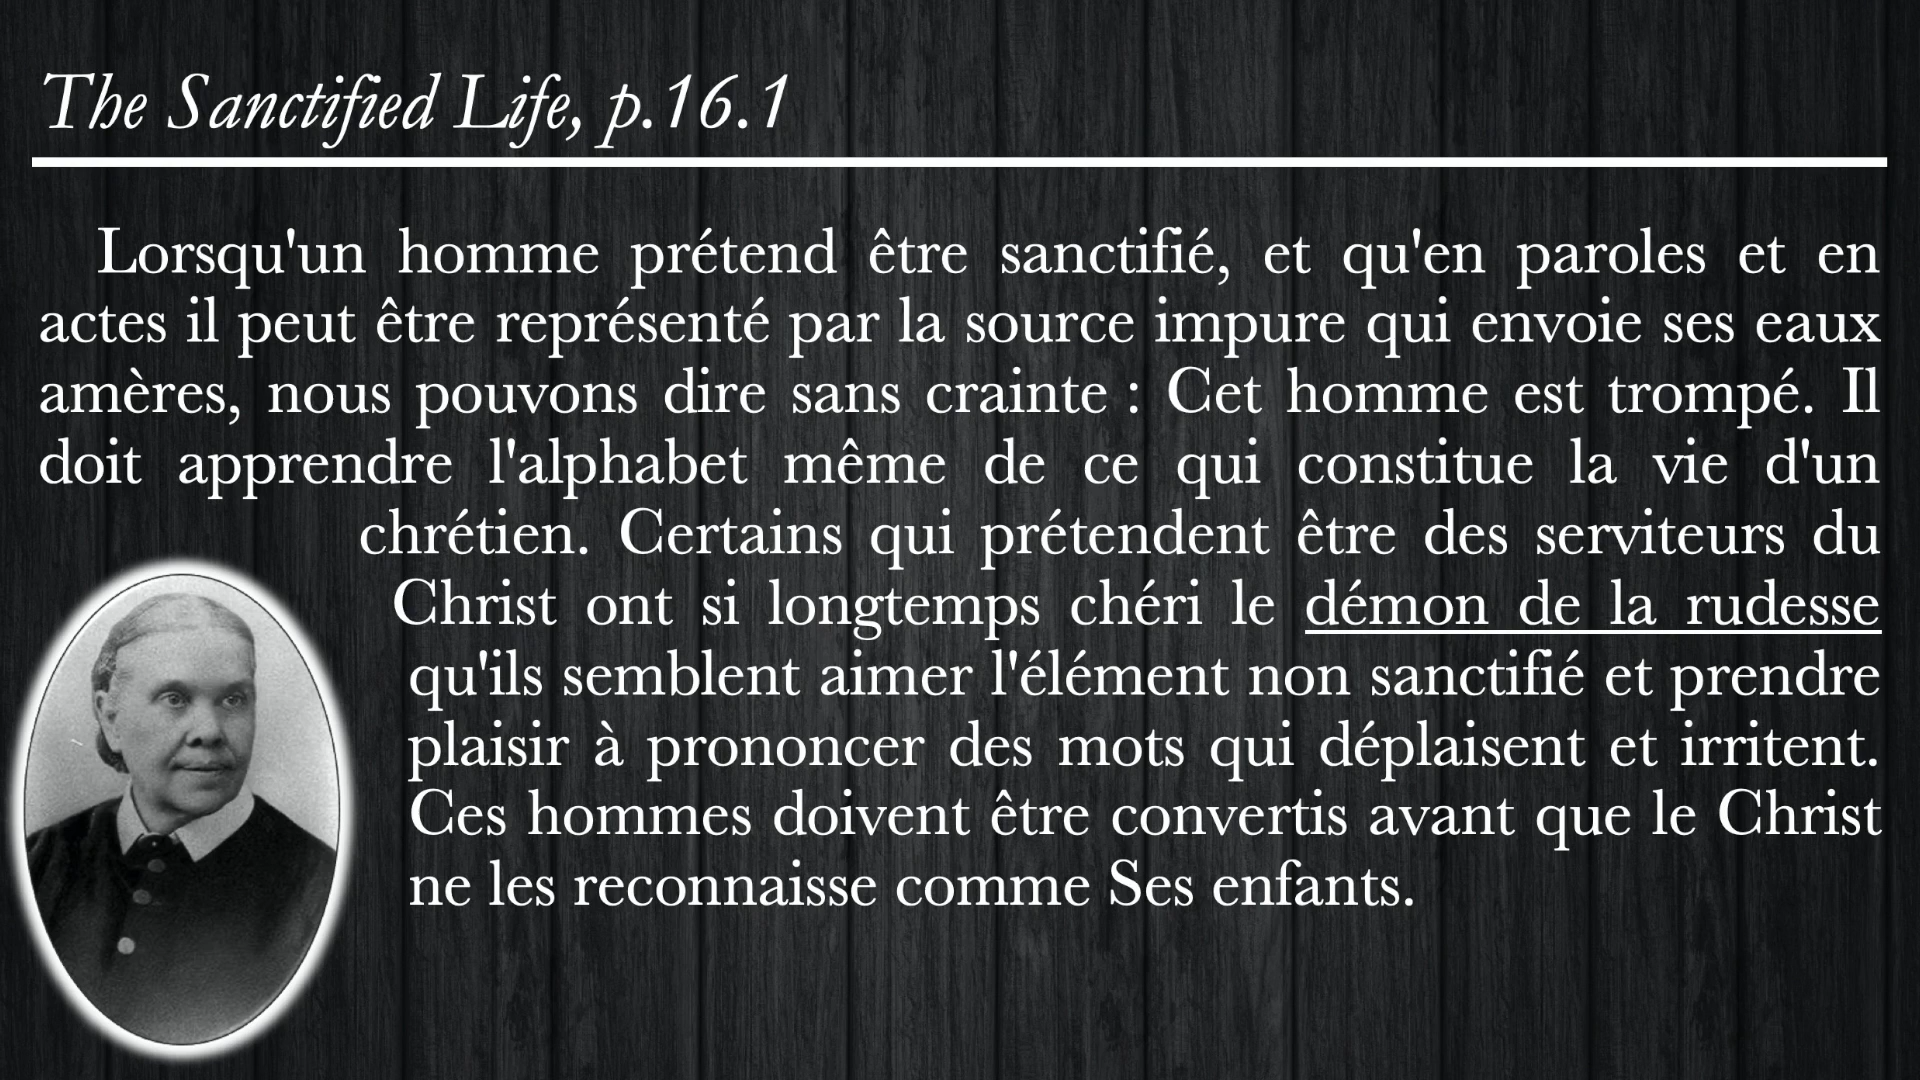 The Sanctified Life, p.16.1
Lorsqu'un homme prétend être sanctifié, et qu'en paroles et en
actes il peut être représenté par la source impure qui envoie ses eaux
amères, nous pouvons dire sans crainte : Cet homme est trompé. Il
doit apprendre l'alphabet même de ce qui constitue la vie d'un
chrétien. Certains qui prétendent être des serviteurs du
Christ ont si longtemps chéri le démon de la rudesse
qu'ils semblent aimer l'élément non sanctifié et prendre
plaisir à prononcer des mots qui déplaisent et irritent.
Ces hommes doivent être convertis avant que le Christ
ne les reconnaisse comme Ses enfants.